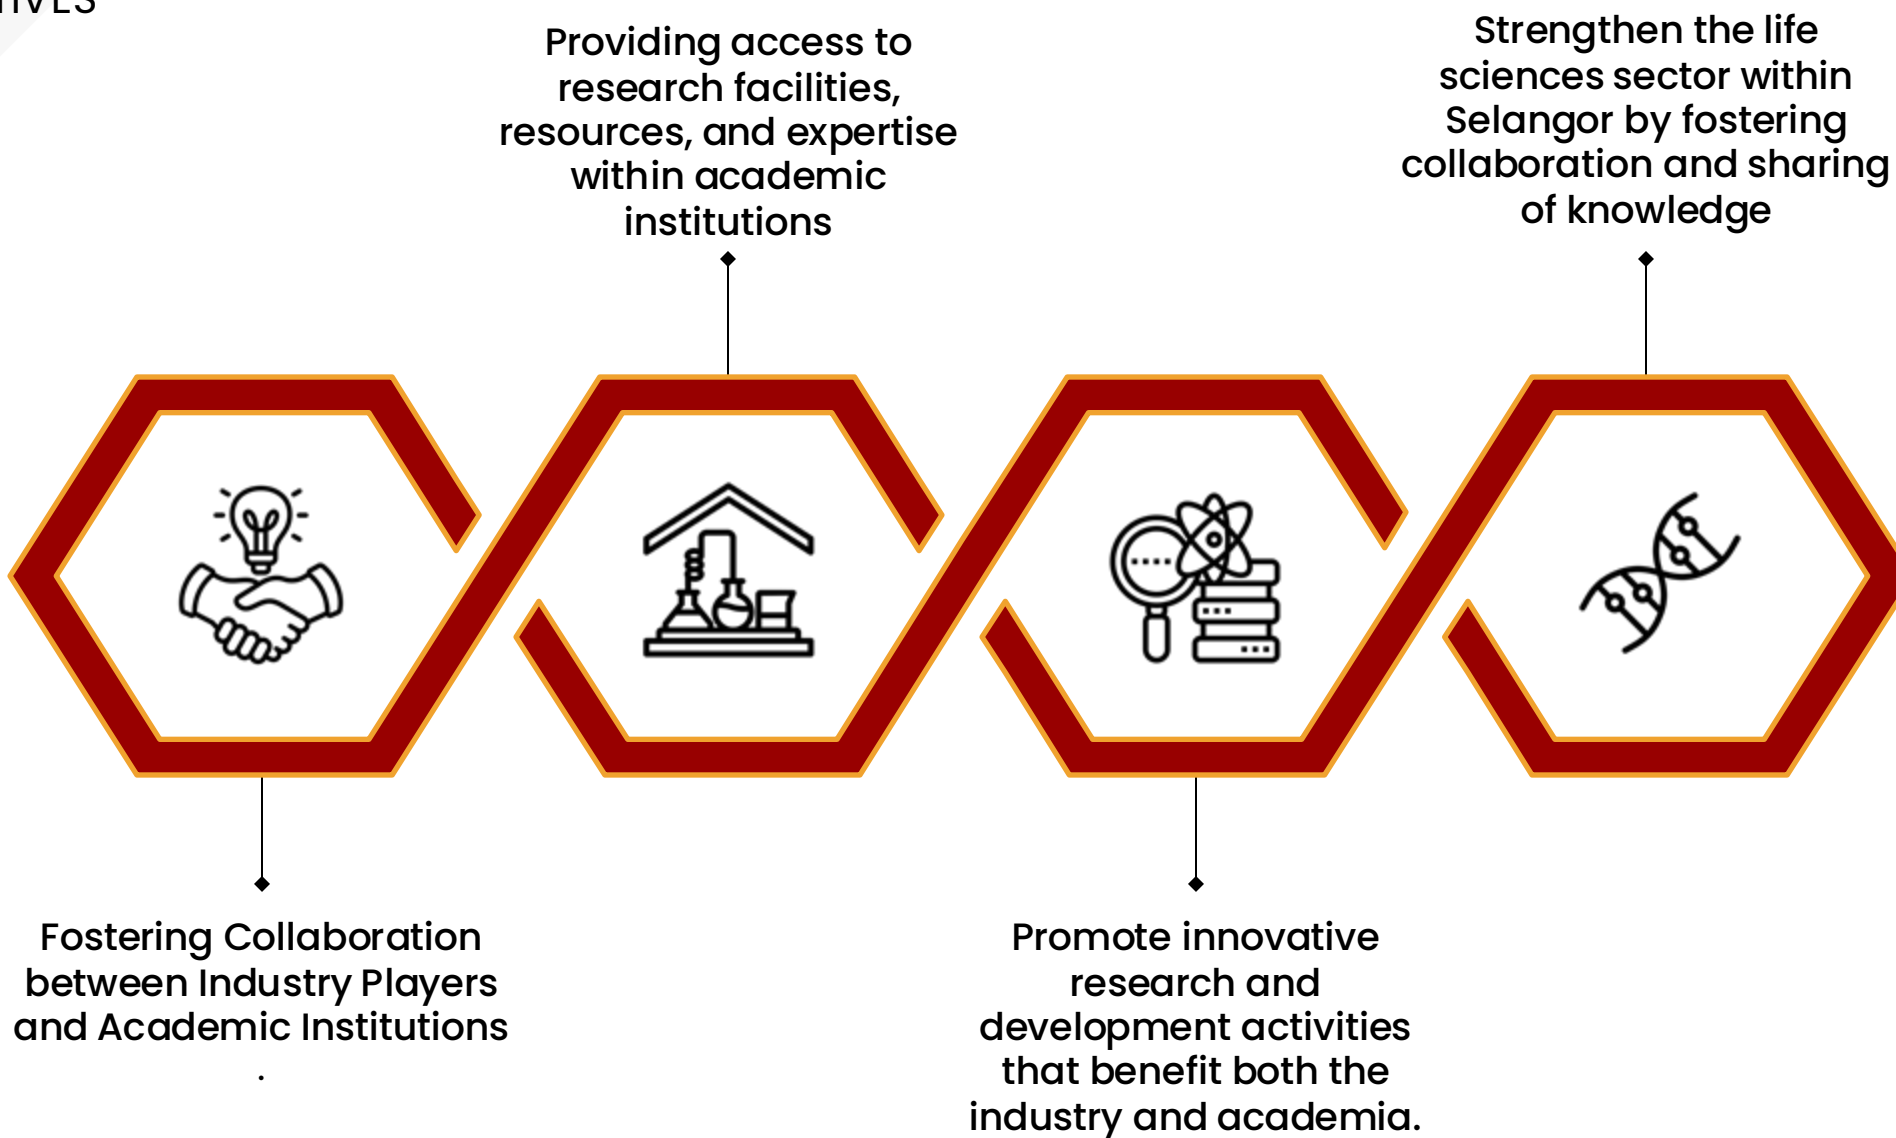 Providing access to
research facilities,
resources, and expertise
within academic
institutions
Strengthen the life
sciences sector within
Selangor by fostering
collaboration and sharing
of knowledge
Fostering Collaboration
between Industry Players
and Academic Institutions
.
Promote innovative
research and
development activities
that benefit both the
industry and academia.